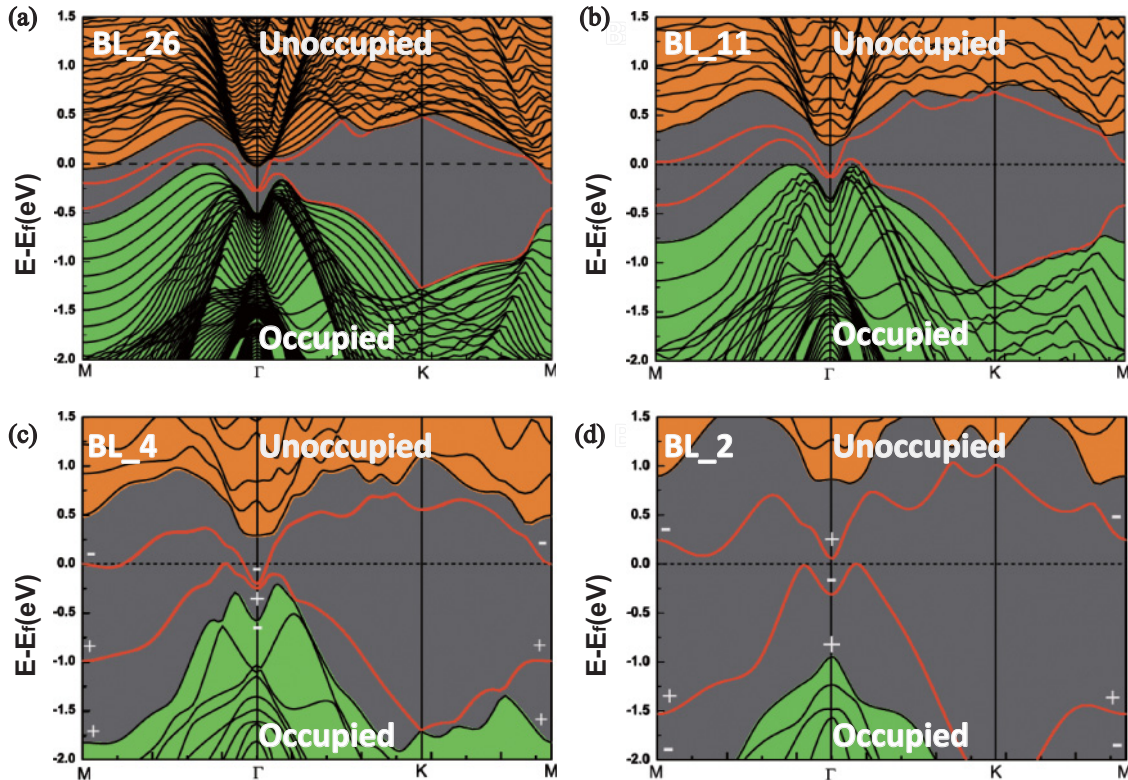 (a)
BL_26
Unoccupied
Occupied
E-Ef(eV)
1.5
1.0
0.5
0.0
-0.5
-1.0
-1.5
-2.0
M Γ K M
(b)
BL_11
Unoccupied
Occupied
E-Ef(eV)
1.5
1.0
0.5
0.0
-0.5
-1.0
-1.5
-2.0
M Γ K M
(c)
BL_4
Unoccupied
Occupied
E-Ef(eV)
1.5
1.0
0.5
0.0
-0.5
-1.0
-1.5
-2.0
- - - + - + + + +
M Γ K M
(d)
BL_2
Unoccupied
Occupied
E-Ef(eV)
1.5
1.0
0.5
0.0
-0.5
-1.0
-1.5
-2.0
- + - - + + + - -
M Γ K M